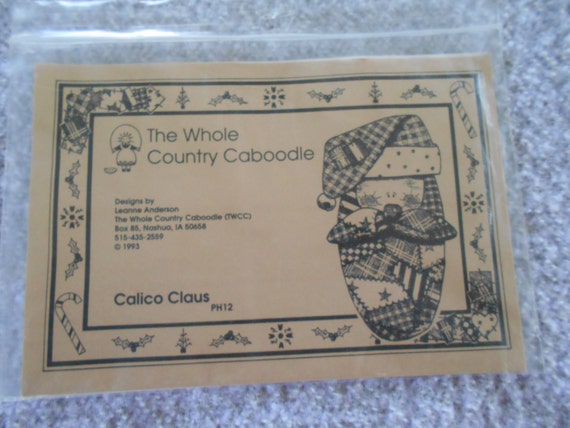 The Whole
Country Caboodle
Designs by
Leanne Anderson
The Whole Country Caboodle (TWCC)
Box 85, Nashua, IA 50658
515-435-2559
© 1993
Calico Claus
PH12